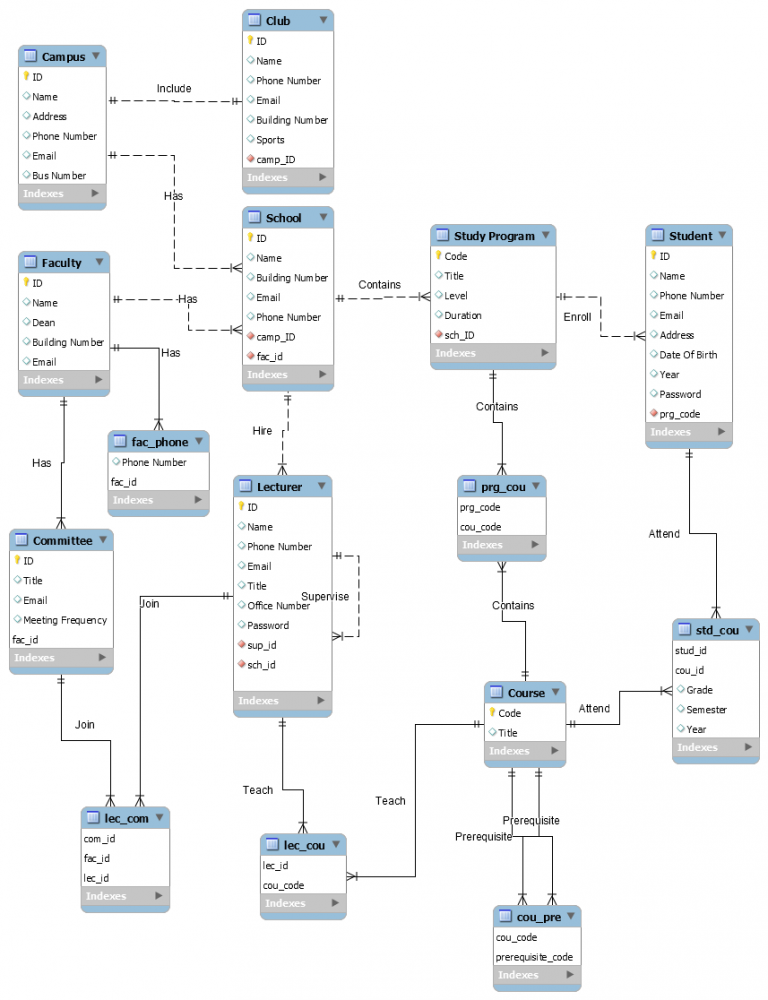 Club
ID
Name
Phone Number
Email
Building Number
Sports
camp_ID
Indexes
Campus
ID
Name
Address
Phone Number
Email
Bus Number
Indexes
Include
Has
School
ID
Name
Building Number
Email
Phone Number
camp_ID
fac_id
Indexes
Faculty
ID
Name
Dean
Building Number
Email
Indexes
Has
Has
Has
fac_phone
Phone Number
fac_id
Indexes
Contains
Study Program
Code
Title
Level
Duration
sch_ID
Indexes
Enroll
Student
ID
Name
Phone Number
Email
Address
Date Of Birth
Year
Password
prg_code
Indexes
Hire
Contains
Attend
Lecturer
ID
Name
Phone Number
Email
Title
Office Number
Password
sup_id
sch_id
Indexes
Supervise
prg_cou
prg_code
cou_code
Indexes
Contains
Committee
ID
Title
Email
Meeting Frequency
fac_id
Indexes
Join
Join
std_cou
stud_id
cou_id
Grade
Semester
Year
Indexes
Course
Code
Title
Indexes
Attend
Teach
Teach
Prerequisite
Prerequisite
lec_com
com_id
fac_id
lec_id
Indexes
lec_cou
lec_id
cou_code
Indexes
cou_pre
cou_code
prerequisite_code
Indexes